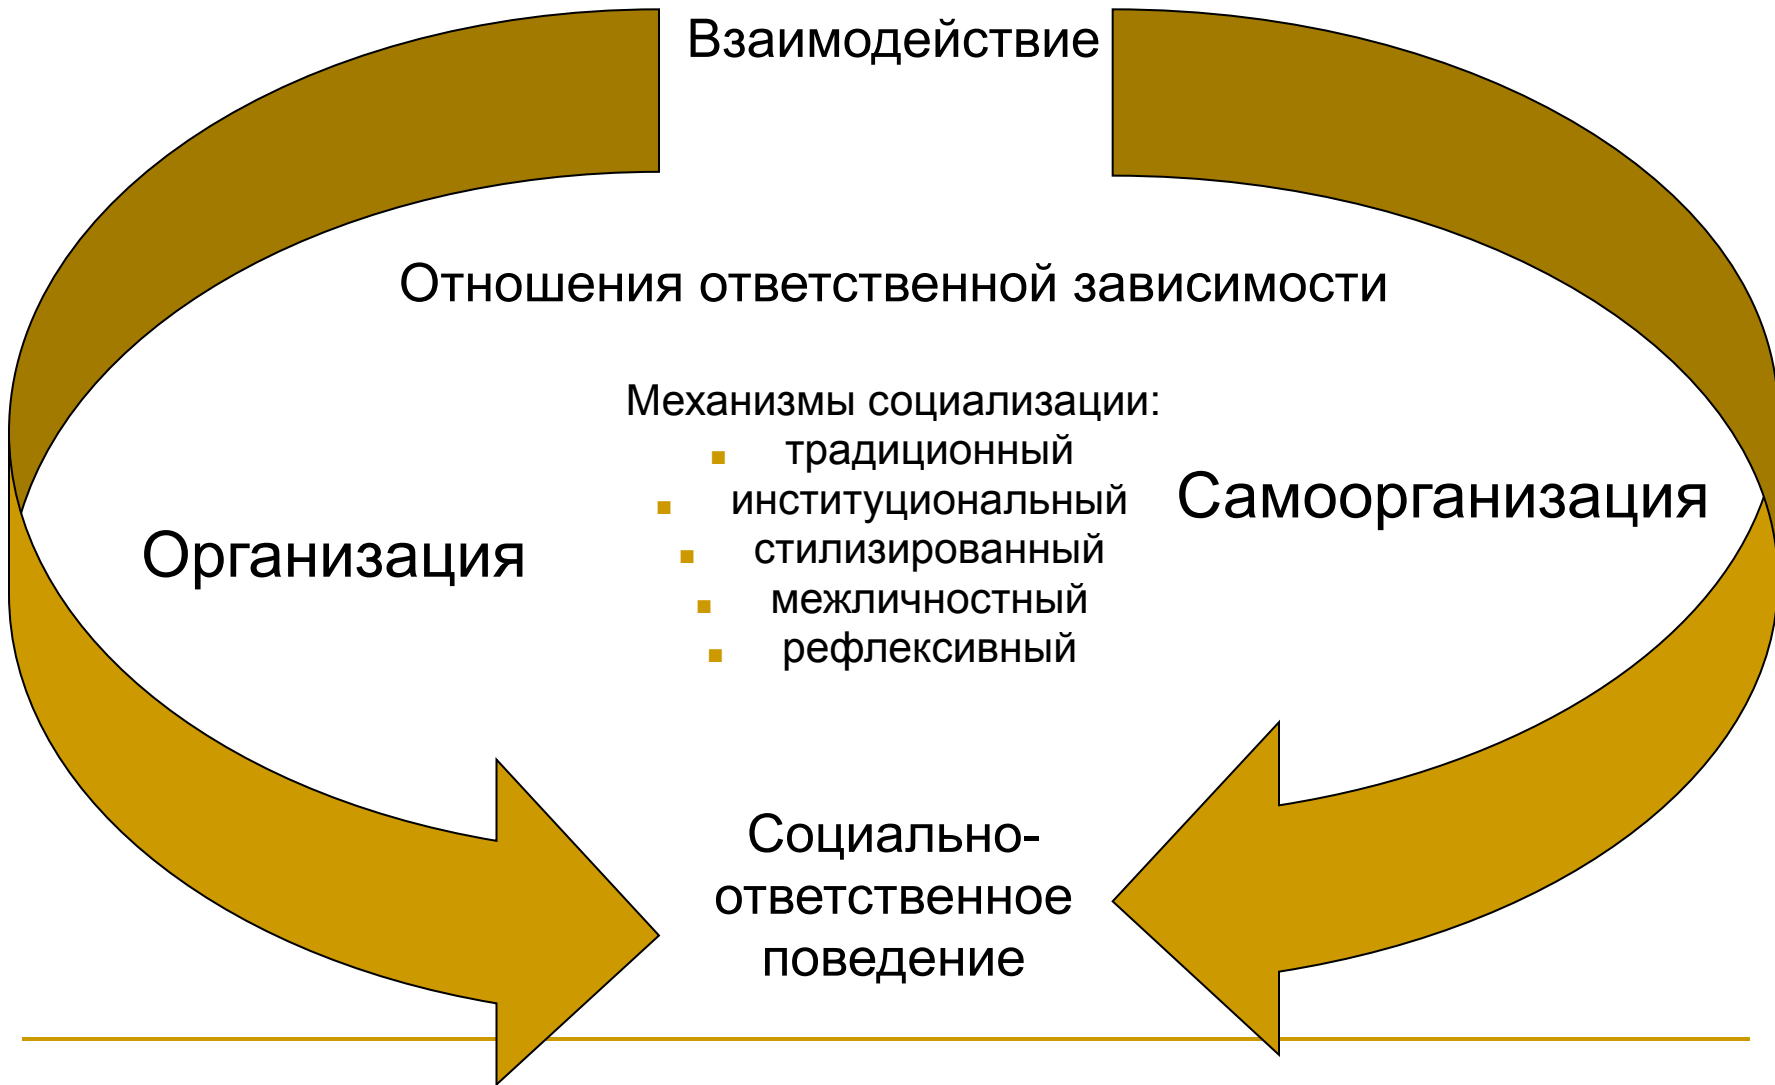 Взаимодействие
Отношения ответственной зависимости
Механизмы социализации:
традиционный
институциональный
стилизированный
межличностный
рефлексивный
Самоорганизация
Организация
Социально-
ответственное
поведение